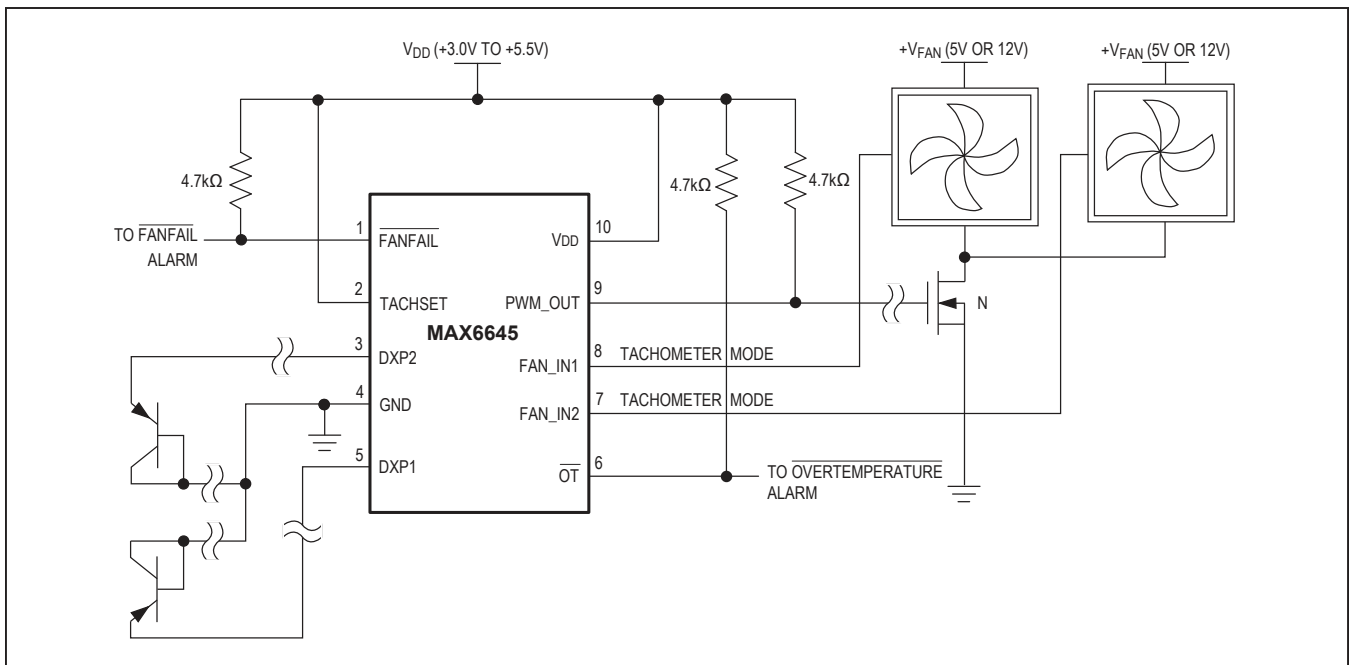 VDD (+3.0V TO +5.5V)
+VFAN (5V OR 12V)
+VFAN (5V OR 12V)
4.7kΩ
4.7kΩ
4.7kΩ
TO FANFAIL
ALARM
1
FANFAIL
2
TACHSET
3
DXP2
4
GND
5
DXP1
MAX6645
10
VDD
9
PWM_OUT
N
8
FAN_IN1
TACHOMETER MODE
7
FAN_IN2
TACHOMETER MODE
6
OT
TO OVERTEMPERATURE
ALARM